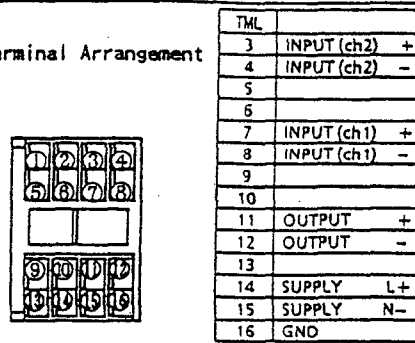 erminal Arrangement
① ② ③ ④
⑤ ⑥ ⑦ ⑧
⑨ ⑩ ⑪ ⑫
⑬ ⑭ ⑮ ⑯
TML
3 INPUT (ch2) +
4 INPUT (ch2) −
5
6
7 INPUT (ch1) +
8 INPUT (ch1) −
9
10
11 OUTPUT +
12 OUTPUT −
13
14 SUPPLY L+
15 SUPPLY N−
16 GND